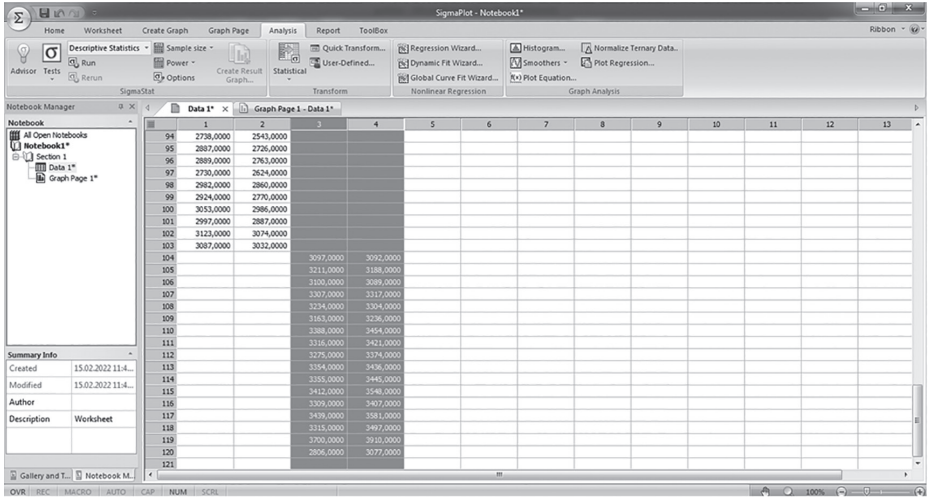 SigmaPlot - Notebook1*
Home Worksheet Create Graph Graph Page Analysis Report ToolBox Ribbon
Advisor Tests Descriptive Statistics Run Rerun Sample size Power Options Create Result Graph...
SigmaStat
Statistical Quick Transform... User-Defined...
Transform
Regression Wizard... Dynamic Fit Wizard... Global Curve Fit Wizard...
Nonlinear Regression
Histogram... Smoothers Plot Equation... Normalize Ternary Data.. Plot Regression...
Graph Analysis
Notebook Manager
Notebook
All Open Notebooks
Notebook1*
Section 1
Data 1*
Graph Page 1*
Summary Info
Created 15.02.2022 11:4...
Modified 15.02.2022 11:4...
Author
Description Worksheet
Gallery and T... Notebook M...
Data 1* Graph Page 1 - Data 1*
1 2 3 4 5 6 7 8 9 10 11 12 13
94 2738,0000 2543,0000
95 2887,0000 2726,0000
96 2889,0000 2763,0000
97 2730,0000 2624,0000
98 2982,0000 2860,0000
99 2924,0000 2770,0000
100 3053,0000 2986,0000
101 2997,0000 2887,0000
102 3123,0000 3074,0000
103 3087,0000 3032,0000
104 3097,0000 3092,0000
105 3211,0000 3188,0000
106 3100,0000 3089,0000
107 3307,0000 3317,0000
108 3234,0000 3304,0000
109 3163,0000 3236,0000
110 3388,0000 3454,0000
111 3316,0000 3421,0000
112 3275,0000 3374,0000
113 3354,0000 3436,0000
114 3355,0000 3445,0000
115 3412,0000 3548,0000
116 3309,0000 3407,0000
117 3439,0000 3581,0000
118 3315,0000 3497,0000
119 3700,0000 3910,0000
120 2806,0000 3077,0000
121
OVR REC MACRO AUTO CAP NUM SCRL 100%